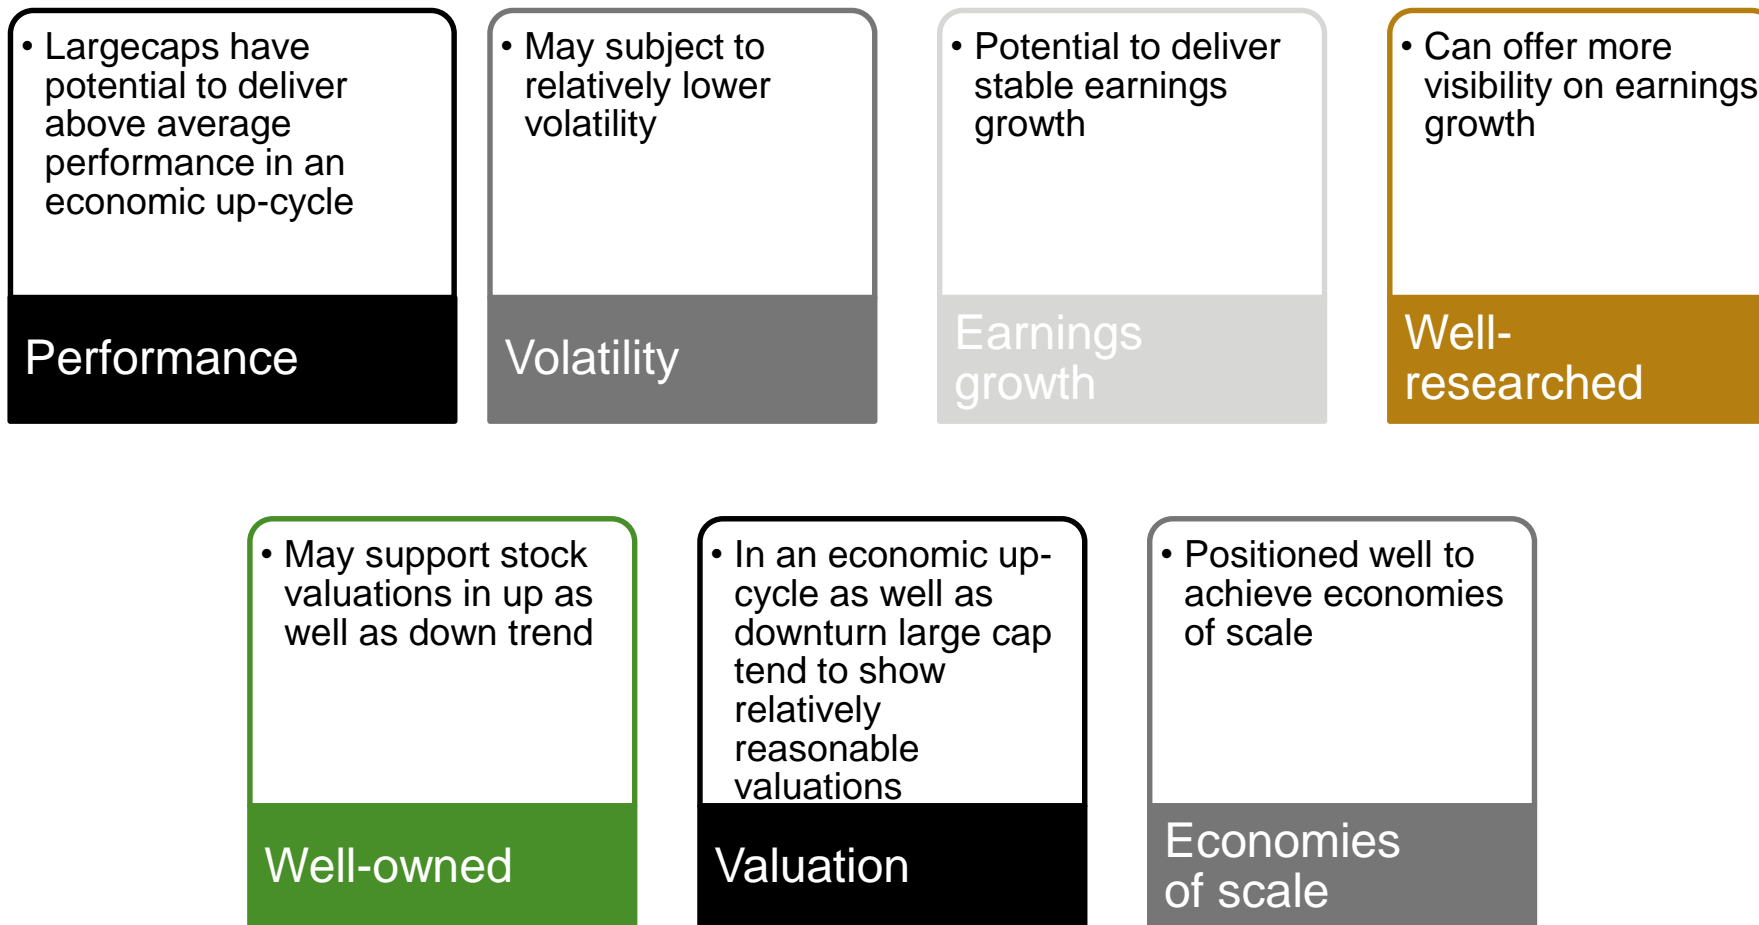 • Largecaps have
potential to deliver
above average
performance in an
economic up-cycle
Performance
• May subject to
relatively lower
volatility
Volatility
• Potential to deliver
stable earnings
growth
Earnings
growth
• Can offer more
visibility on earnings
growth
Well-
researched
• May support stock
valuations in up as
well as down trend
Well-owned
• In an economic up-
cycle as well as
downturn large cap
tend to show
relatively
reasonable
valuations
Valuation
• Positioned well to
achieve economies
of scale
Economies
of scale